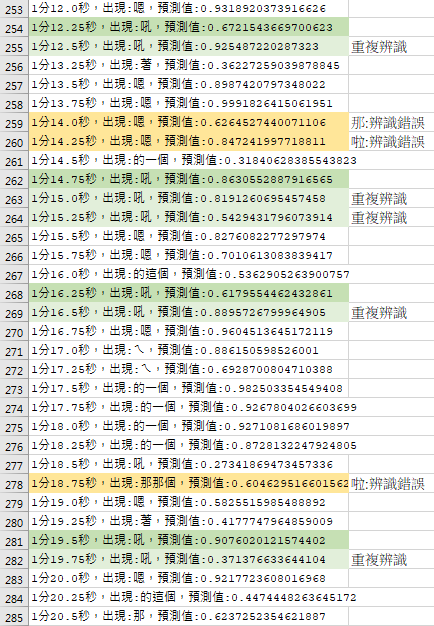 253 1分12.0秒，出現:嗯，預測值:0.9318920373916626
254 1分12.25秒，出現:吼，預測值:0.6721543669700623
255 1分12.5秒，出現:吼，預測值:0.925487220287323 重複辨識
256 1分13.25秒，出現:著，預測值:0.36227259039878845
257 1分13.5秒，出現:嗯，預測值:0.8987420797348022
258 1分13.75秒，出現:嗯，預測值:0.9991826415061951
259 1分14.0秒，出現:嗯，預測值:0.6264527440071106 那:辨識錯誤
260 1分14.25秒，出現:嗯，預測值:0.847241997718811 啦:辨識錯誤
261 1分14.5秒，出現:的一個，預測值:0.31840628385543823
262 1分14.75秒，出現:吼，預測值:0.8630552887916565
263 1分15.0秒，出現:吼，預測值:0.8191260695457458 重複辨識
264 1分15.25秒，出現:吼，預測值:0.5429431796073914 重複辨識
265 1分15.5秒，出現:嗯，預測值:0.8276082277297974
266 1分15.75秒，出現:嗯，預測值:0.7010613083839417
267 1分16.0秒，出現:的這個，預測值:0.5362905263900757
268 1分16.25秒，出現:吼，預測值:0.6179554462432861
269 1分16.5秒，出現:吼，預測值:0.8895726799964905 重複辨識
270 1分16.75秒，出現:嗯，預測值:0.9604513645172119
271 1分17.0秒，出現:ㄟ，預測值:0.886150598526001
272 1分17.25秒，出現:ㄟ，預測值:0.6928700804710388
273 1分17.5秒，出現:的一個，預測值:0.982503354549408
274 1分17.75秒，出現:的一個，預測值:0.9267804026603699
275 1分18.0秒，出現:的一個，預測值:0.9271081686019897
276 1分18.25秒，出現:的一個，預測值:0.8728132247924805
277 1分18.5秒，出現:吼，預測值:0.27341869473457336
278 1分18.75秒，出現:那那個，預測值:0.604629516601562 啦:辨識錯誤
279 1分19.0秒，出現:嗯，預測值:0.5825515985488892
280 1分19.25秒，出現:著，預測值:0.4177747964859009
281 1分19.5秒，出現:吼，預測值:0.9076020121574402
282 1分19.75秒，出現:吼，預測值:0.371376633644104 重複辨識
283 1分20.0秒，出現:嗯，預測值:0.9217723608016968
284 1分20.25秒，出現:的這個，預測值:0.4474448263645172
285 1分20.5秒，出現:那，預測值:0.6237252354621887